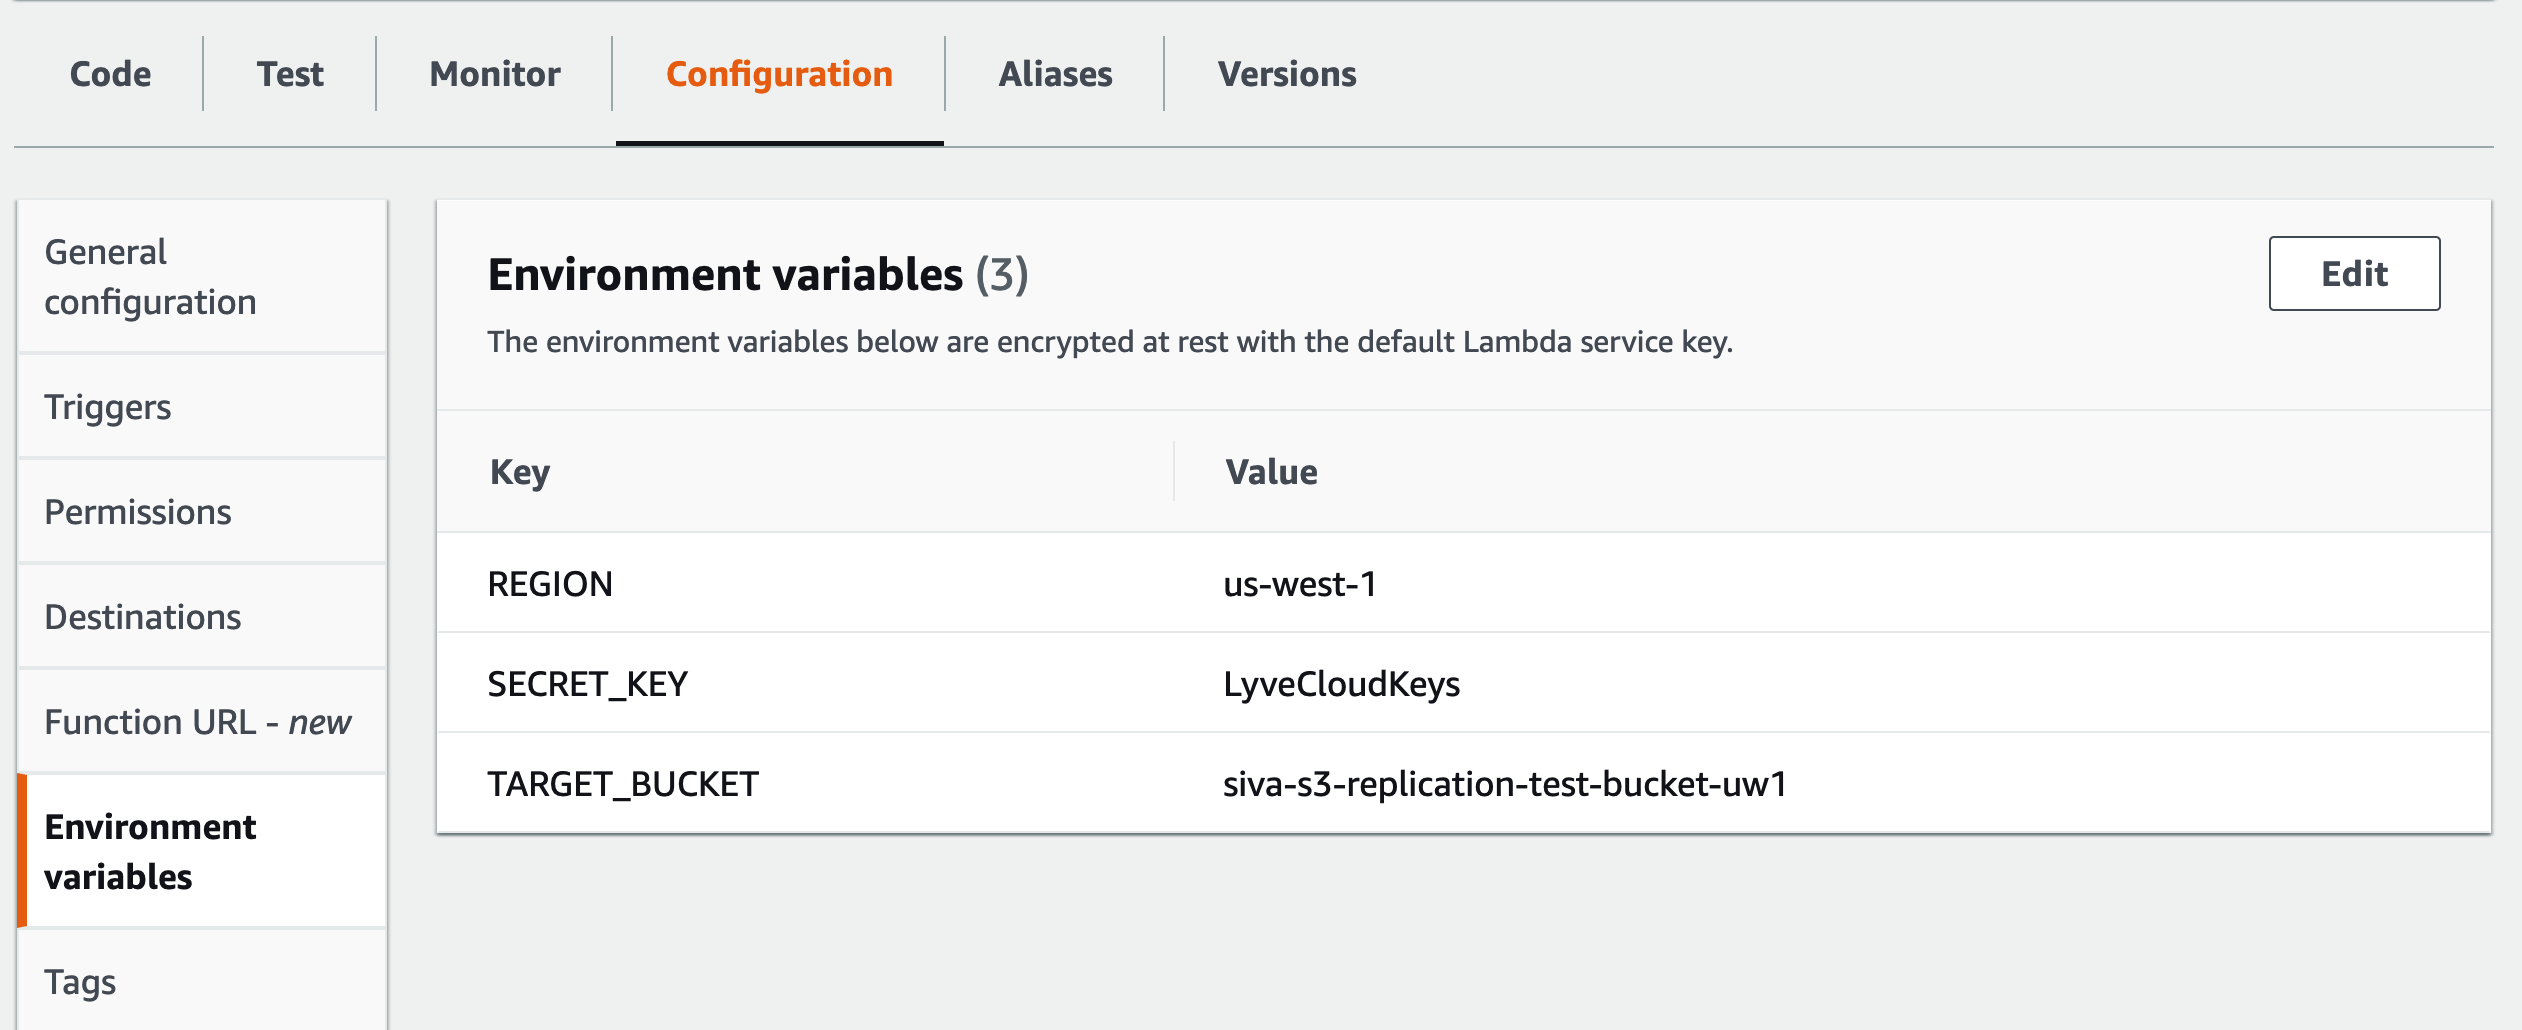 Code Test Monitor Configuration Aliases Versions
General
configuration
Triggers
Permissions
Destinations
Function URL - new
Environment
variables
Tags
Environment variables (3)
Edit
The environment variables below are encrypted at rest with the default Lambda service key.
Key Value
REGION us-west-1
SECRET_KEY LyveCloudKeys
TARGET_BUCKET siva-s3-replication-test-bucket-uw1